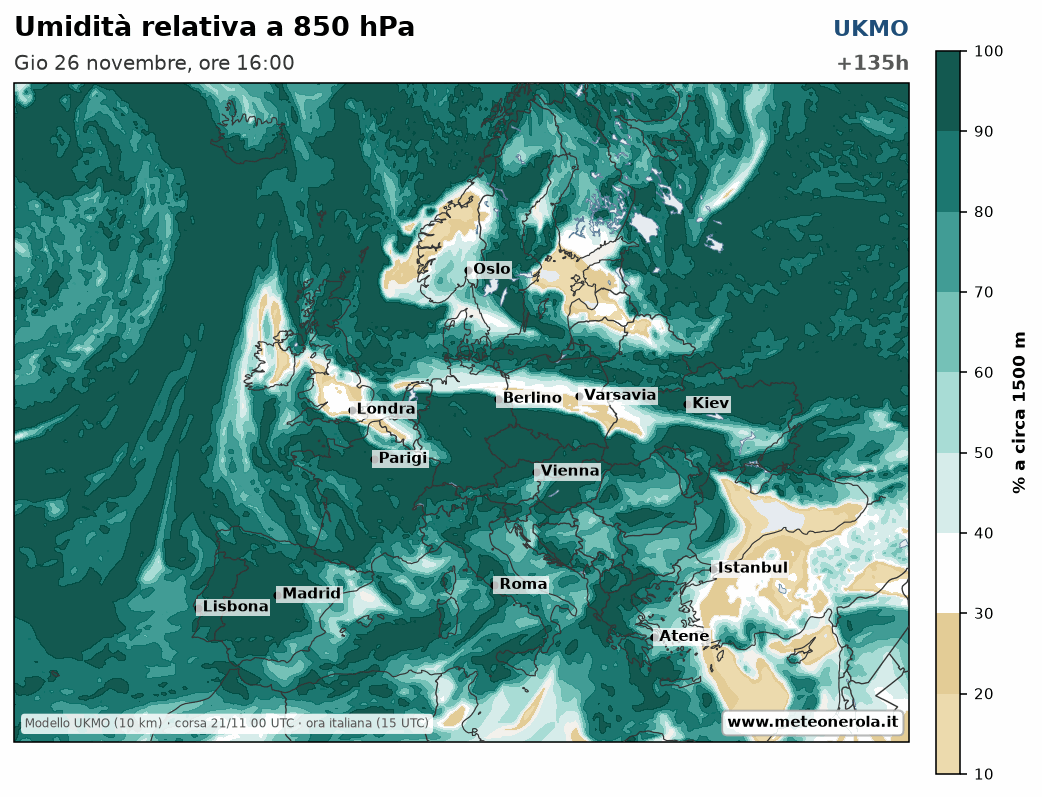 Umidità relativa a 850 hPa
UKMO
Gio 26 novembre, ore 16:00
+135h
100
90
80
70
60
50
40
30
20
10
% a circa 1500 m
Oslo
Londra
Berlino
Varsavia
Kiev
Parigi
Vienna
Istanbul
Roma
Madrid
Lisbona
Atene
Modello UKMO (10 km) · corsa 21/11 00 UTC · ora italiana (15 UTC)
www.meteonerola.it